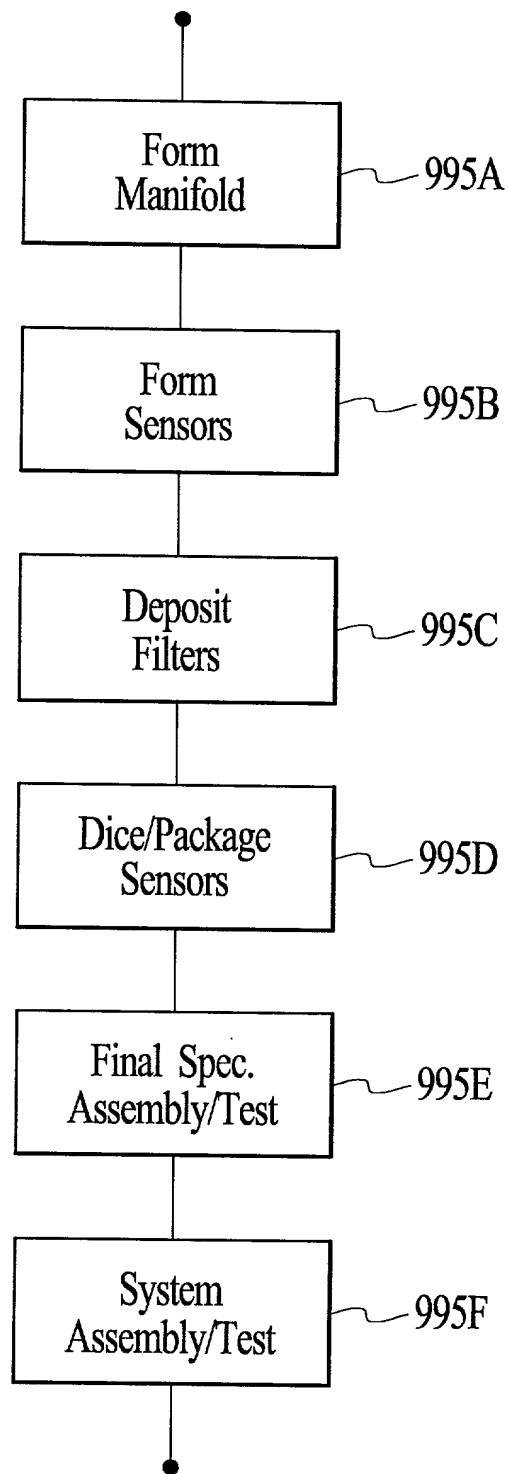 Form
Manifold
995A
Form
Sensors
995B
Deposit
Filters
995C
Dice/Package
Sensors
995D
Final Spec.
Assembly/Test
995E
System
Assembly/Test
995F